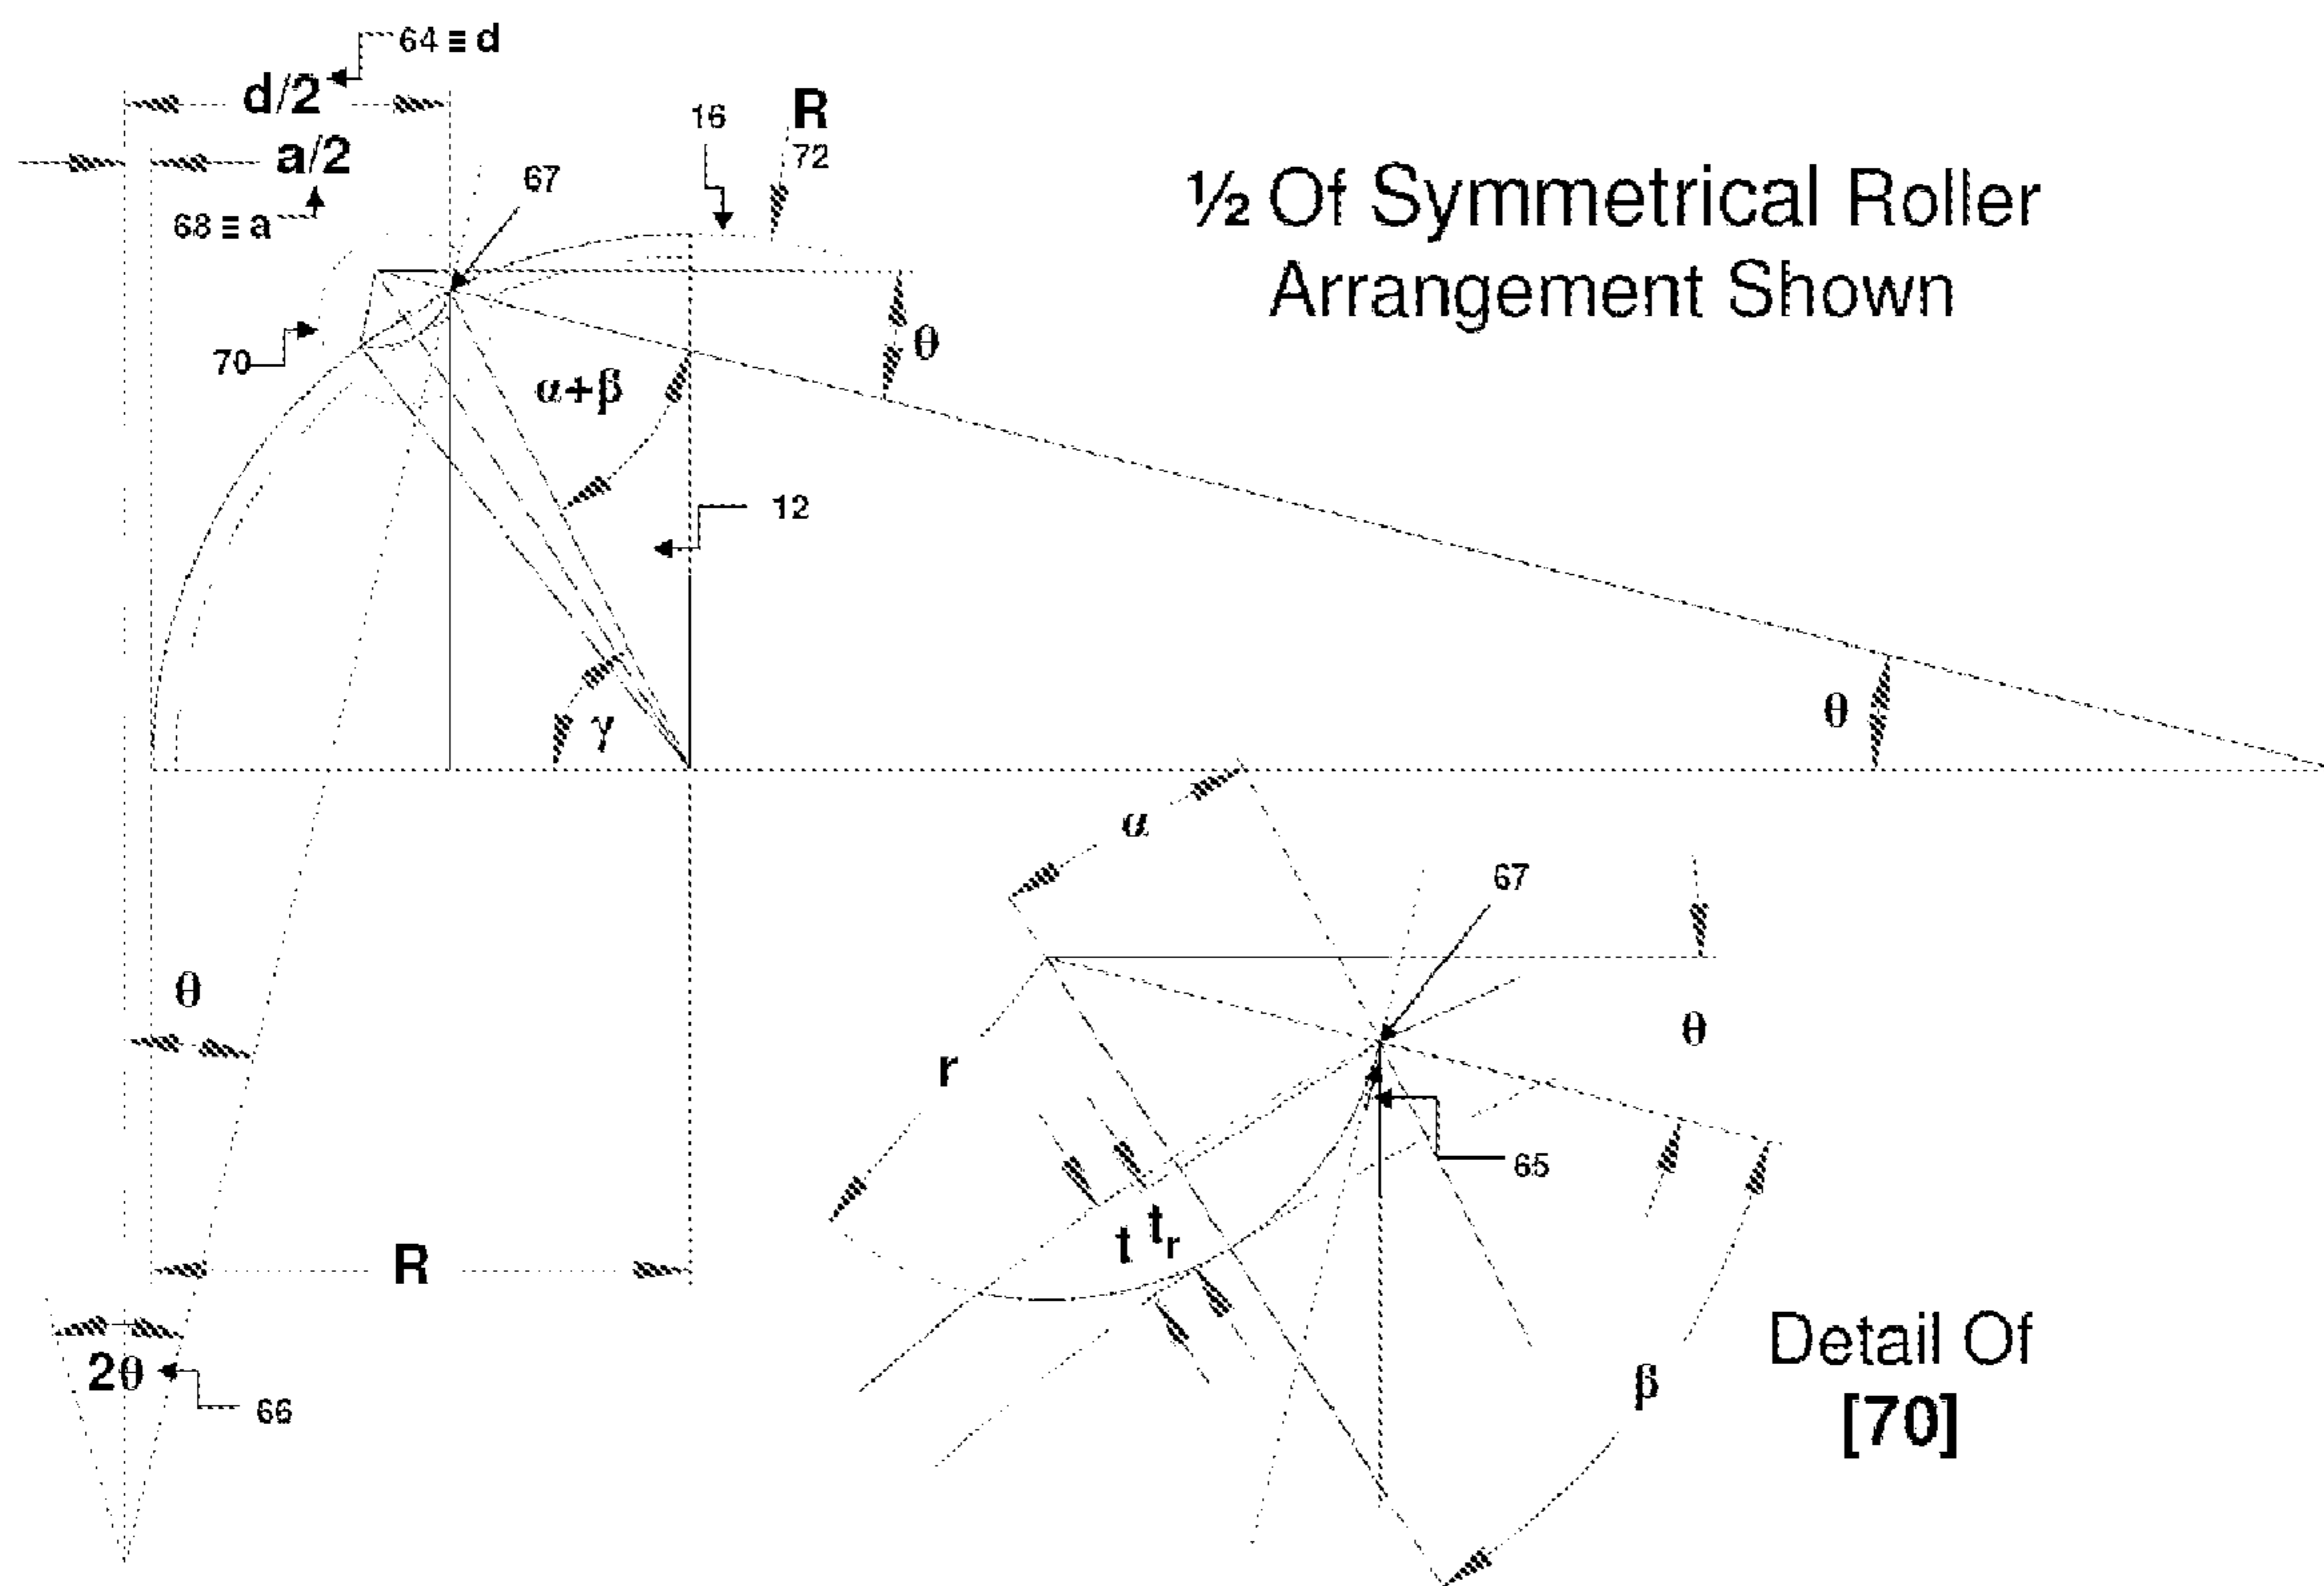 64 ≡ d
d/2
16
R
72
a/2
67
68 ≡ a
½ Of Symmetrical Roller
Arrangement Shown
70
θ
α+β
12
γ
θ
α
67
θ
θ
r
65
t
tᵣ
R
2θ
66
β
Detail Of
[70]